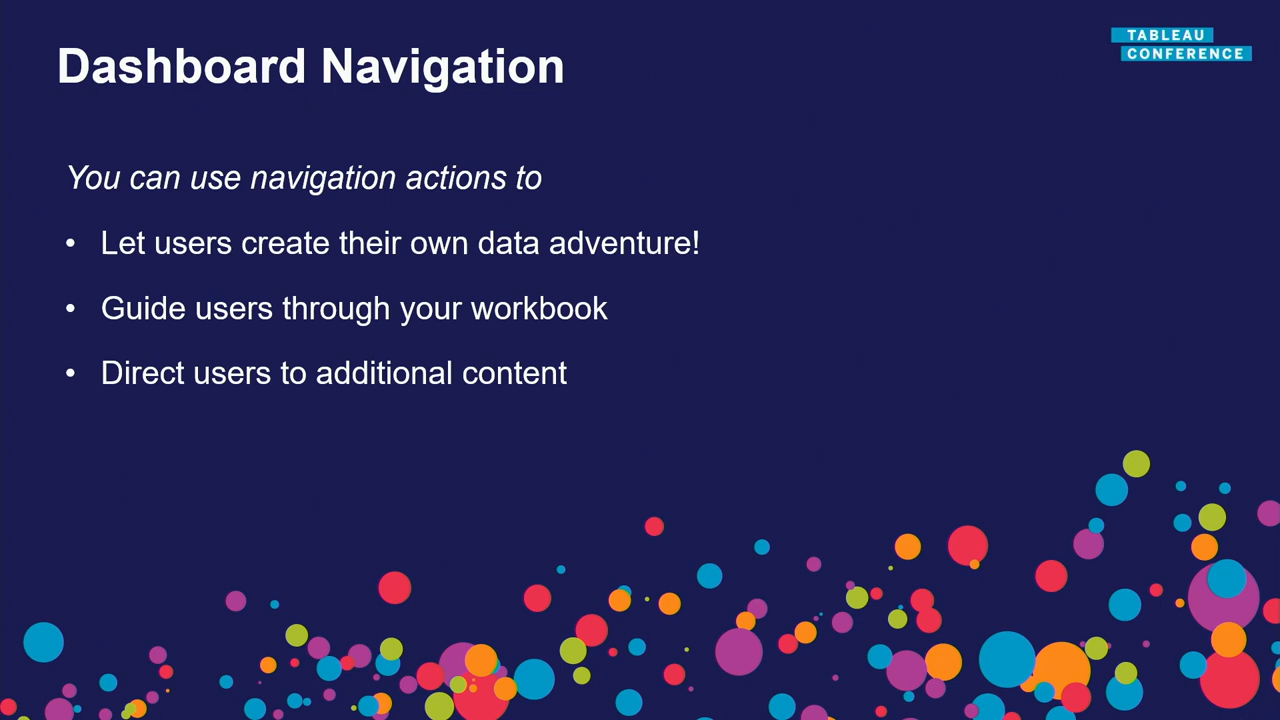 Dashboard Navigation
TABLEAU
CONFERENCE
You can use navigation actions to
• Let users create their own data adventure!
• Guide users through your workbook
• Direct users to additional content